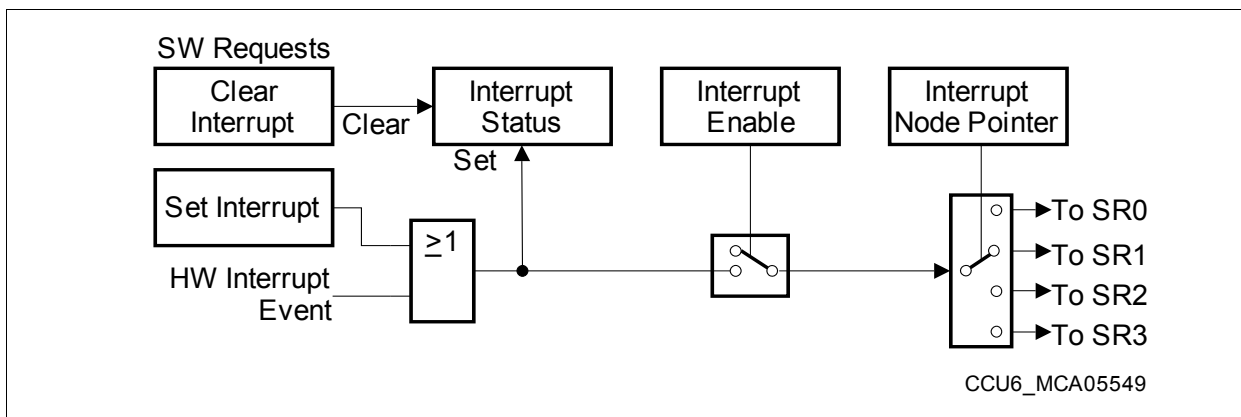 SW Requests
Clear
Interrupt
Clear
Interrupt
Status
Set
Interrupt
Enable
Interrupt
Node Pointer
Set Interrupt
≥1
HW Interrupt
Event
To SR0
To SR1
To SR2
To SR3
CCU6_MCA05549